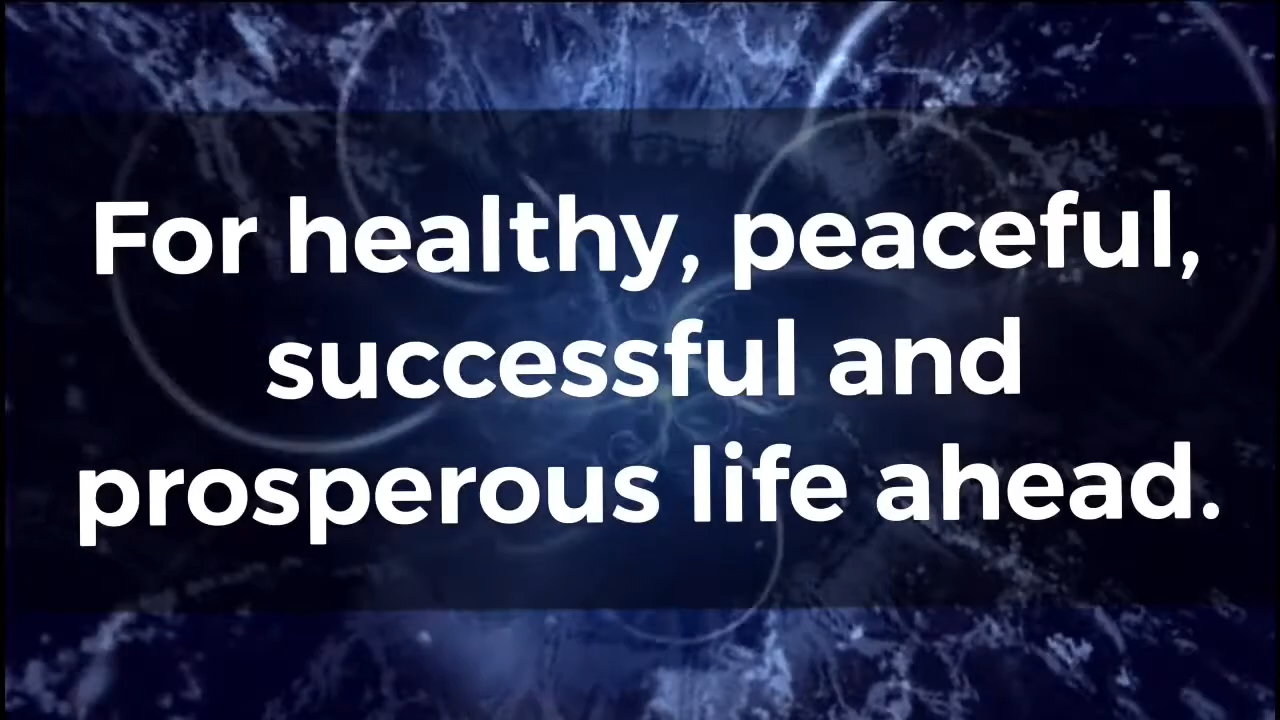 For healthy, peaceful,
successful and
prosperous life ahead.